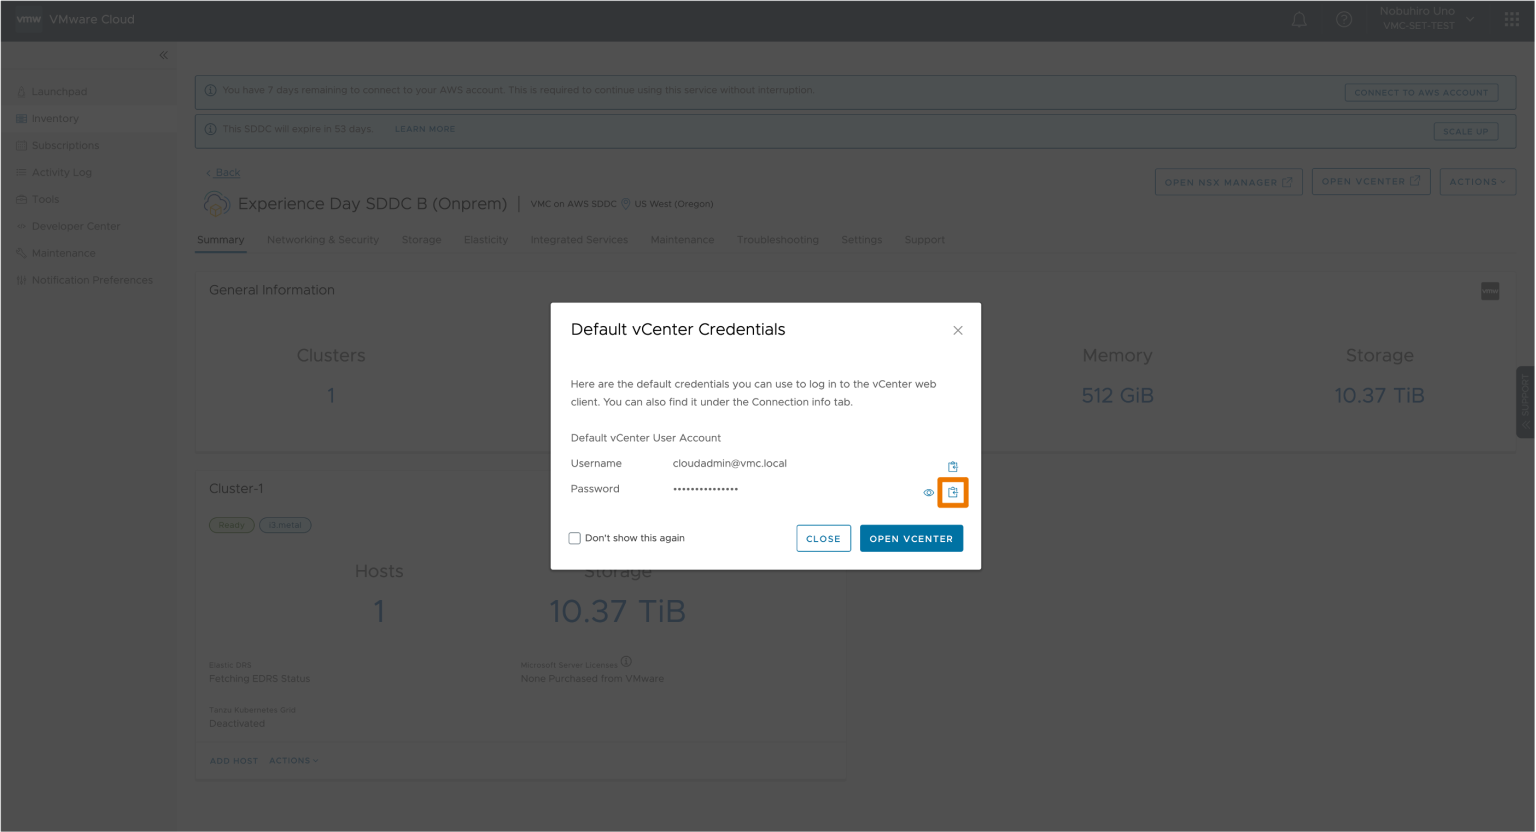 vmw VMware Cloud
Nobuhiro Uno
VMC-SET-TEST
Launchpad
Inventory
Subscriptions
Activity Log
Tools
Developer Center
Maintenance
Notification Preferences
You have 7 days remaining to connect to your AWS account. This is required to continue using this service without interruption.
CONNECT TO AWS ACCOUNT
This SDDC will expire in 53 days. LEARN MORE
SCALE UP
Back
OPEN NSX MANAGER
OPEN VCENTER
ACTIONS
Experience Day SDDC B (Onprem) | VMC on AWS SDDC US West (Oregon)
Summary Networking & Security Storage Elasticity Integrated Services Maintenance Troubleshooting Settings Support
General Information
vmw
Clusters
1
Memory
512 GiB
Storage
10.37 TiB
SUPPORT
Default vCenter Credentials
Here are the default credentials you can use to log in to the vCenter web
client. You can also find it under the Connection info tab.
Default vCenter User Account
Username cloudadmin@vmc.local
Password •••••••••••••••
Don't show this again
CLOSE
OPEN VCENTER
Cluster-1
Ready i3.metal
Hosts
1
Storage
10.37 TiB
Elastic DRS
Fetching EDRS Status
Microsoft Server Licenses
None Purchased from VMware
Tanzu Kubernetes Grid
Deactivated
ADD HOST ACTIONS